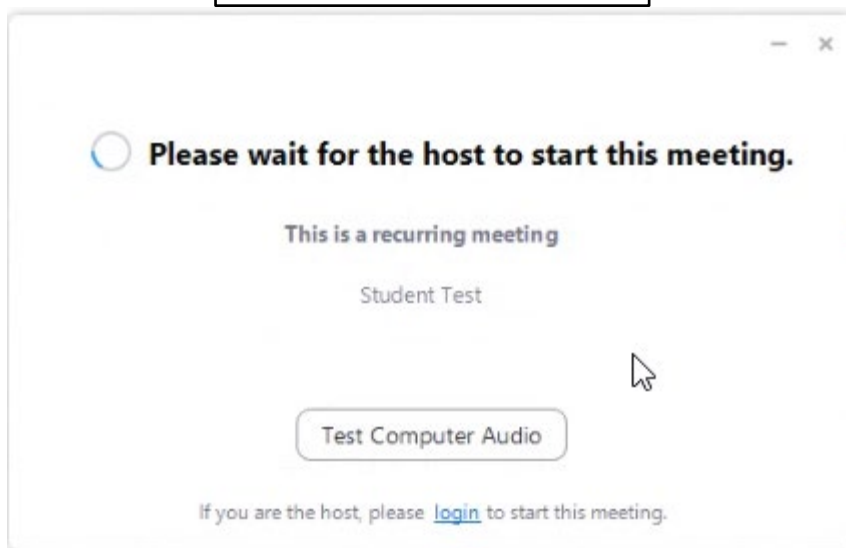 Please wait for the host to start this meeting.
This is a recurring meeting
Student Test
Test Computer Audio
If you are the host, please login to start this meeting.